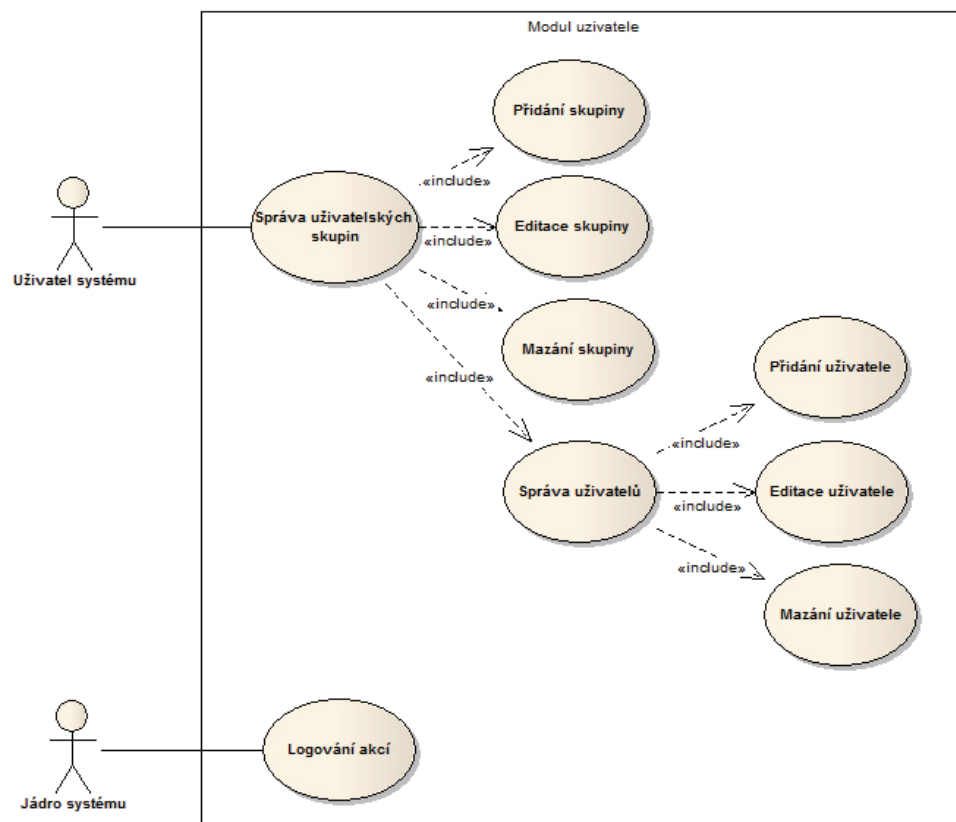 Modul uzivatele
Přidání skupiny
«include»
Správa uživatelských
skupin
Editace skupiny
«include»
Uživatel systému
«include»
Mazání skupiny
«include»
Přidání uživatele
«include»
Správa uživatelů
Editace uživatele
«include»
«include»
Mazání uživatele
Logování akcí
Jádro systému